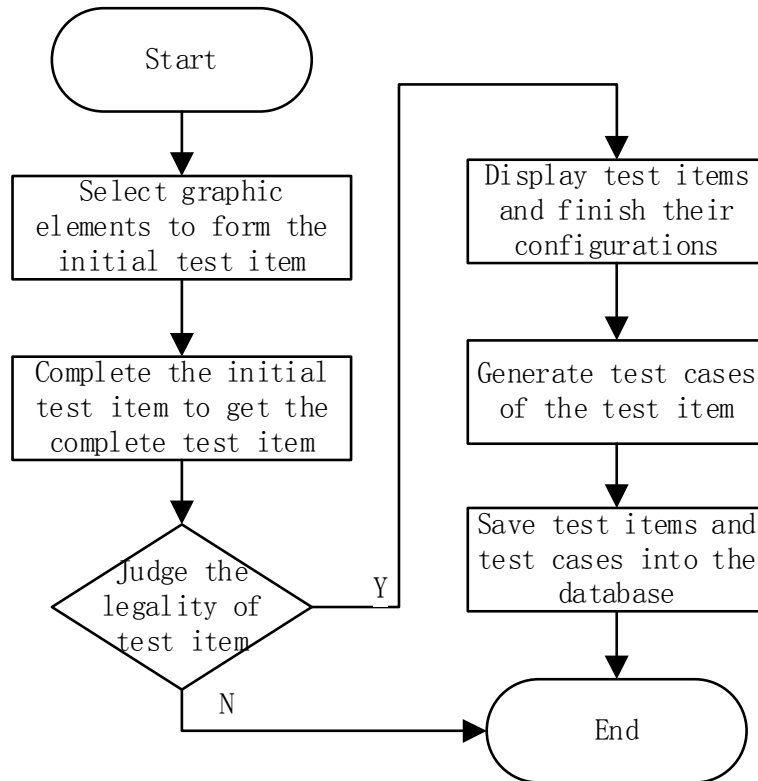 Start
Select graphic
elements to form the
initial test item
Complete the initial
test item to get the
complete test item
Judge the
legality of
test item
Y
N
Display test items
and finish their
configurations
Generate test cases
of the test item
Save test items and
test cases into the
database
End